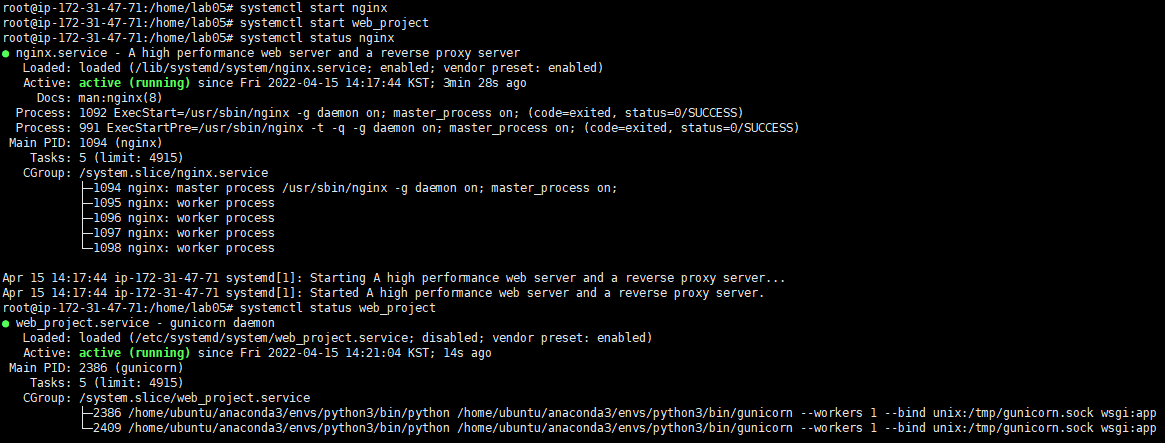 root@ip-172-31-47-71:/home/lab05# systemctl start nginx
root@ip-172-31-47-71:/home/lab05# systemctl start web_project
root@ip-172-31-47-71:/home/lab05# systemctl status nginx
● nginx.service - A high performance web server and a reverse proxy server
   Loaded: loaded (/lib/systemd/system/nginx.service; enabled; vendor preset: enabled)
   Active: active (running) since Fri 2022-04-15 14:17:44 KST; 3min 28s ago
     Docs: man:nginx(8)
  Process: 1092 ExecStart=/usr/sbin/nginx -g daemon on; master_process on; (code=exited, status=0/SUCCESS)
  Process: 991 ExecStartPre=/usr/sbin/nginx -t -q -g daemon on; master_process on; (code=exited, status=0/SUCCESS)
 Main PID: 1094 (nginx)
    Tasks: 5 (limit: 4915)
   CGroup: /system.slice/nginx.service
           ├─1094 nginx: master process /usr/sbin/nginx -g daemon on; master_process on;
           ├─1095 nginx: worker process
           ├─1096 nginx: worker process
           ├─1097 nginx: worker process
           └─1098 nginx: worker process

Apr 15 14:17:44 ip-172-31-47-71 systemd[1]: Starting A high performance web server and a reverse proxy server...
Apr 15 14:17:44 ip-172-31-47-71 systemd[1]: Started A high performance web server and a reverse proxy server.
root@ip-172-31-47-71:/home/lab05# systemctl status web_project
● web_project.service - gunicorn daemon
   Loaded: loaded (/etc/systemd/system/web_project.service; disabled; vendor preset: enabled)
   Active: active (running) since Fri 2022-04-15 14:21:04 KST; 14s ago
 Main PID: 2386 (gunicorn)
    Tasks: 5 (limit: 4915)
   CGroup: /system.slice/web_project.service
           ├─2386 /home/ubuntu/anaconda3/envs/python3/bin/python /home/ubuntu/anaconda3/envs/python3/bin/gunicorn --workers 1 --bind unix:/tmp/gunicorn.sock wsgi:app
           └─2409 /home/ubuntu/anaconda3/envs/python3/bin/python /home/ubuntu/anaconda3/envs/python3/bin/gunicorn --workers 1 --bind unix:/tmp/gunicorn.sock wsgi:app